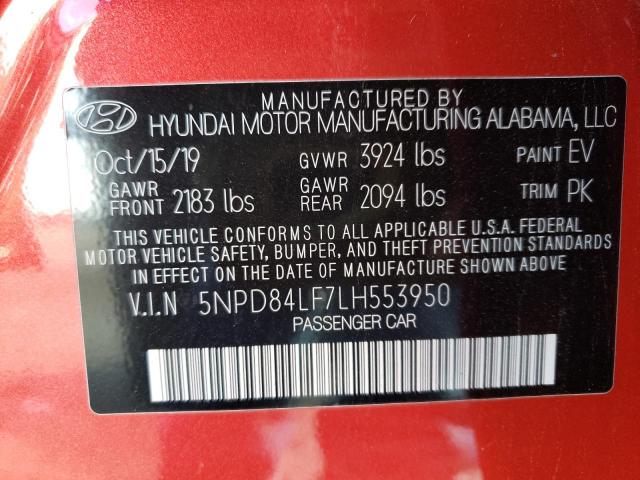 MANUFACTURED BY
HYUNDAI MOTOR MANUFACTURING ALABAMA, LLC
Oct/15/19 GVWR 3924 lbs PAINT EV
GAWR FRONT 2183 lbs GAWR REAR 2094 lbs TRIM PK
THIS VEHICLE CONFORMS TO ALL APPLICABLE U.S.A. FEDERAL
MOTOR VEHICLE SAFETY, BUMPER, AND THEFT PREVENTION STANDARDS
IN EFFECT ON THE DATE OF MANUFACTURE SHOWN ABOVE
V.I.N 5NPD84LF7LH553950
PASSENGER CAR